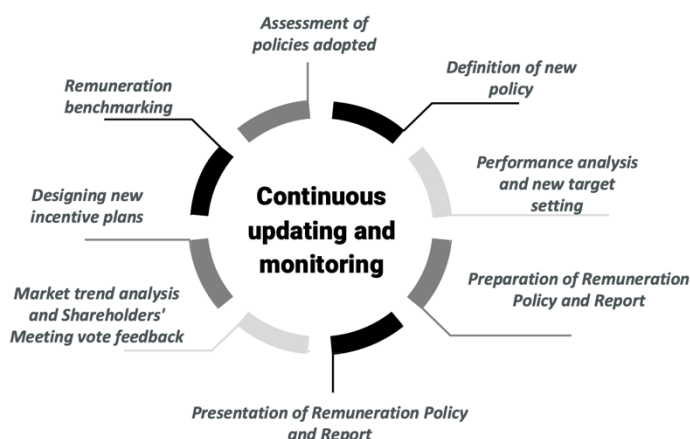 Assessment of
policies adopted
Definition of new
policy
Remuneration
benchmarking
Performance analysis
and new target
setting
Designing new
incentive plans
Continuous
updating and
monitoring
Preparation of Remuneration
Policy and Report
Market trend analysis
and Shareholders'
Meeting vote feedback
Presentation of Remuneration Policy
and Report